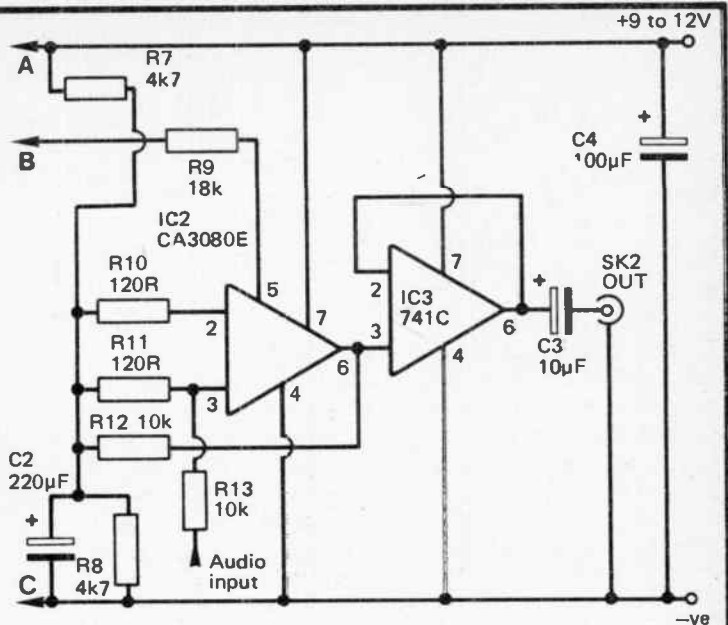 +9 to 12V
A
R7
4k7
B
R9
18k
C4
100µF
+
IC2
CA3080E
R10
120R
5
2
7
6
R11
120R
3
4
R12 10k
2
7
IC3
741C
3
6
4
+
C3
10µF
SK2
OUT
C2
220µF
+
R13
10k
R8
4k7
Audio
input
C
–ve